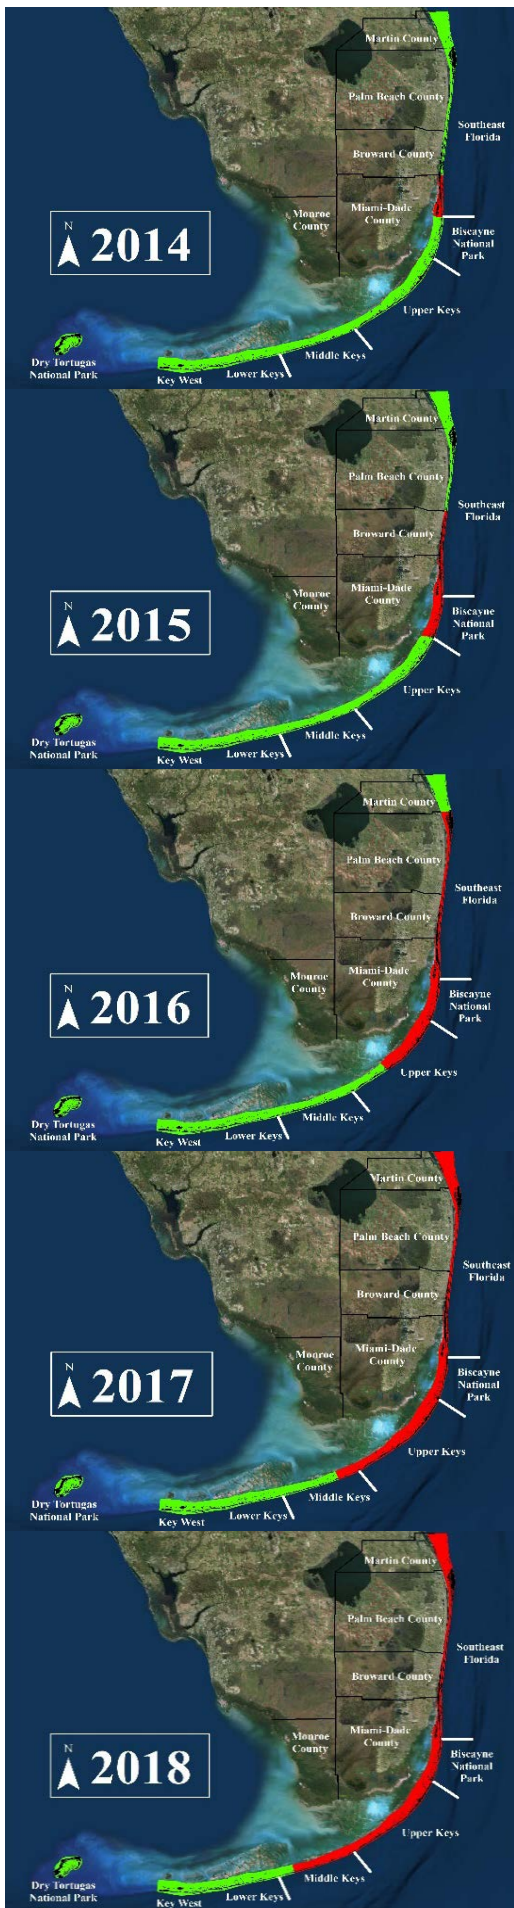 Martin County
Palm Beach County
Southeast
Florida
Broward County
Monroe
County
Miami-Dade
County
Biscayne
National
Park
N
2014
Upper Keys
Middle Keys
Lower Keys
Key West
Dry Tortugas
National Park
Martin County
Palm Beach County
Southeast
Florida
Broward County
Monroe
County
Miami-Dade
County
Biscayne
National
Park
N
2015
Upper Keys
Middle Keys
Lower Keys
Key West
Dry Tortugas
National Park
Martin County
Palm Beach County
Southeast
Florida
Broward County
Monroe
County
Miami-Dade
County
Biscayne
National
Park
N
2016
Upper Keys
Middle Keys
Lower Keys
Key West
Dry Tortugas
National Park
Martin County
Palm Beach County
Southeast
Florida
Broward County
Monroe
County
Miami-Dade
County
Biscayne
National
Park
N
2017
Upper Keys
Middle Keys
Lower Keys
Key West
Dry Tortugas
National Park
Martin County
Palm Beach County
Southeast
Florida
Broward County
Monroe
County
Miami-Dade
County
Biscayne
National
Park
N
2018
Upper Keys
Middle Keys
Lower Keys
Key West
Dry Tortugas
National Park